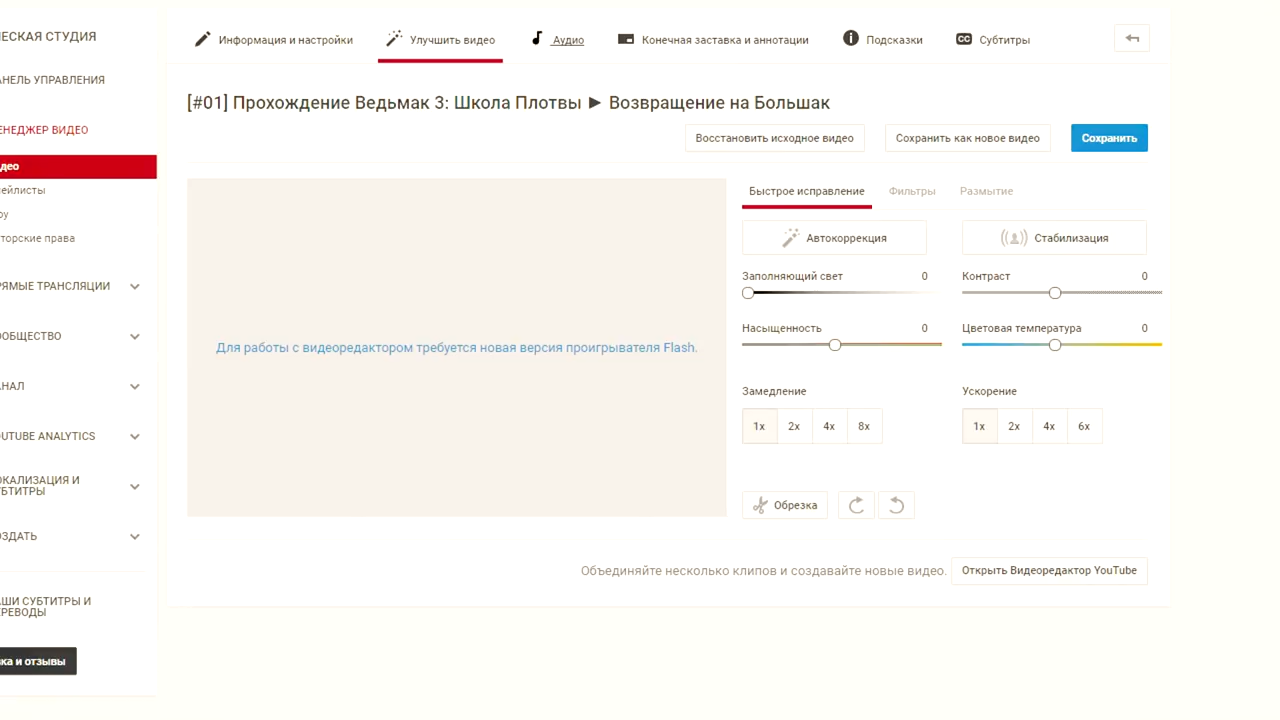 ЕСКАЯ СТУДИЯ
АНЕЛЬ УПРАВЛЕНИЯ
ЕНЕДЖЕР ВИДЕО
део
ейлисты
ру
торские права
РЯМЫЕ ТРАНСЛЯЦИИ
ООБЩЕСТВО
АНАЛ
OUTUBE ANALYTICS
ОКАЛИЗАЦИЯ И
УБТИТРЫ
ОЗДАТЬ
АШИ СУБТИТРЫ И
ЕРЕВОДЫ
ка и отзывы
Информация и настройки
Улучшить видео
Аудио
Конечная заставка и аннотации
Подсказки
CC Субтитры
[#01] Прохождение Ведьмак 3: Школа Плотвы ► Возвращение на Большак
Восстановить исходное видео
Сохранить как новое видео
Сохранить
Для работы с видеоредактором требуется новая версия проигрывателя Flash.
Быстрое исправление
Фильтры
Размытие
Автокоррекция
Стабилизация
Заполняющий свет 0
Контраст 0
Насыщенность 0
Цветовая температура 0
Замедление
Ускорение
1x 2x 4x 8x
1x 2x 4x 6x
Обрезка
Объединяйте несколько клипов и создавайте новые видео.
Открыть Видеоредактор YouTube